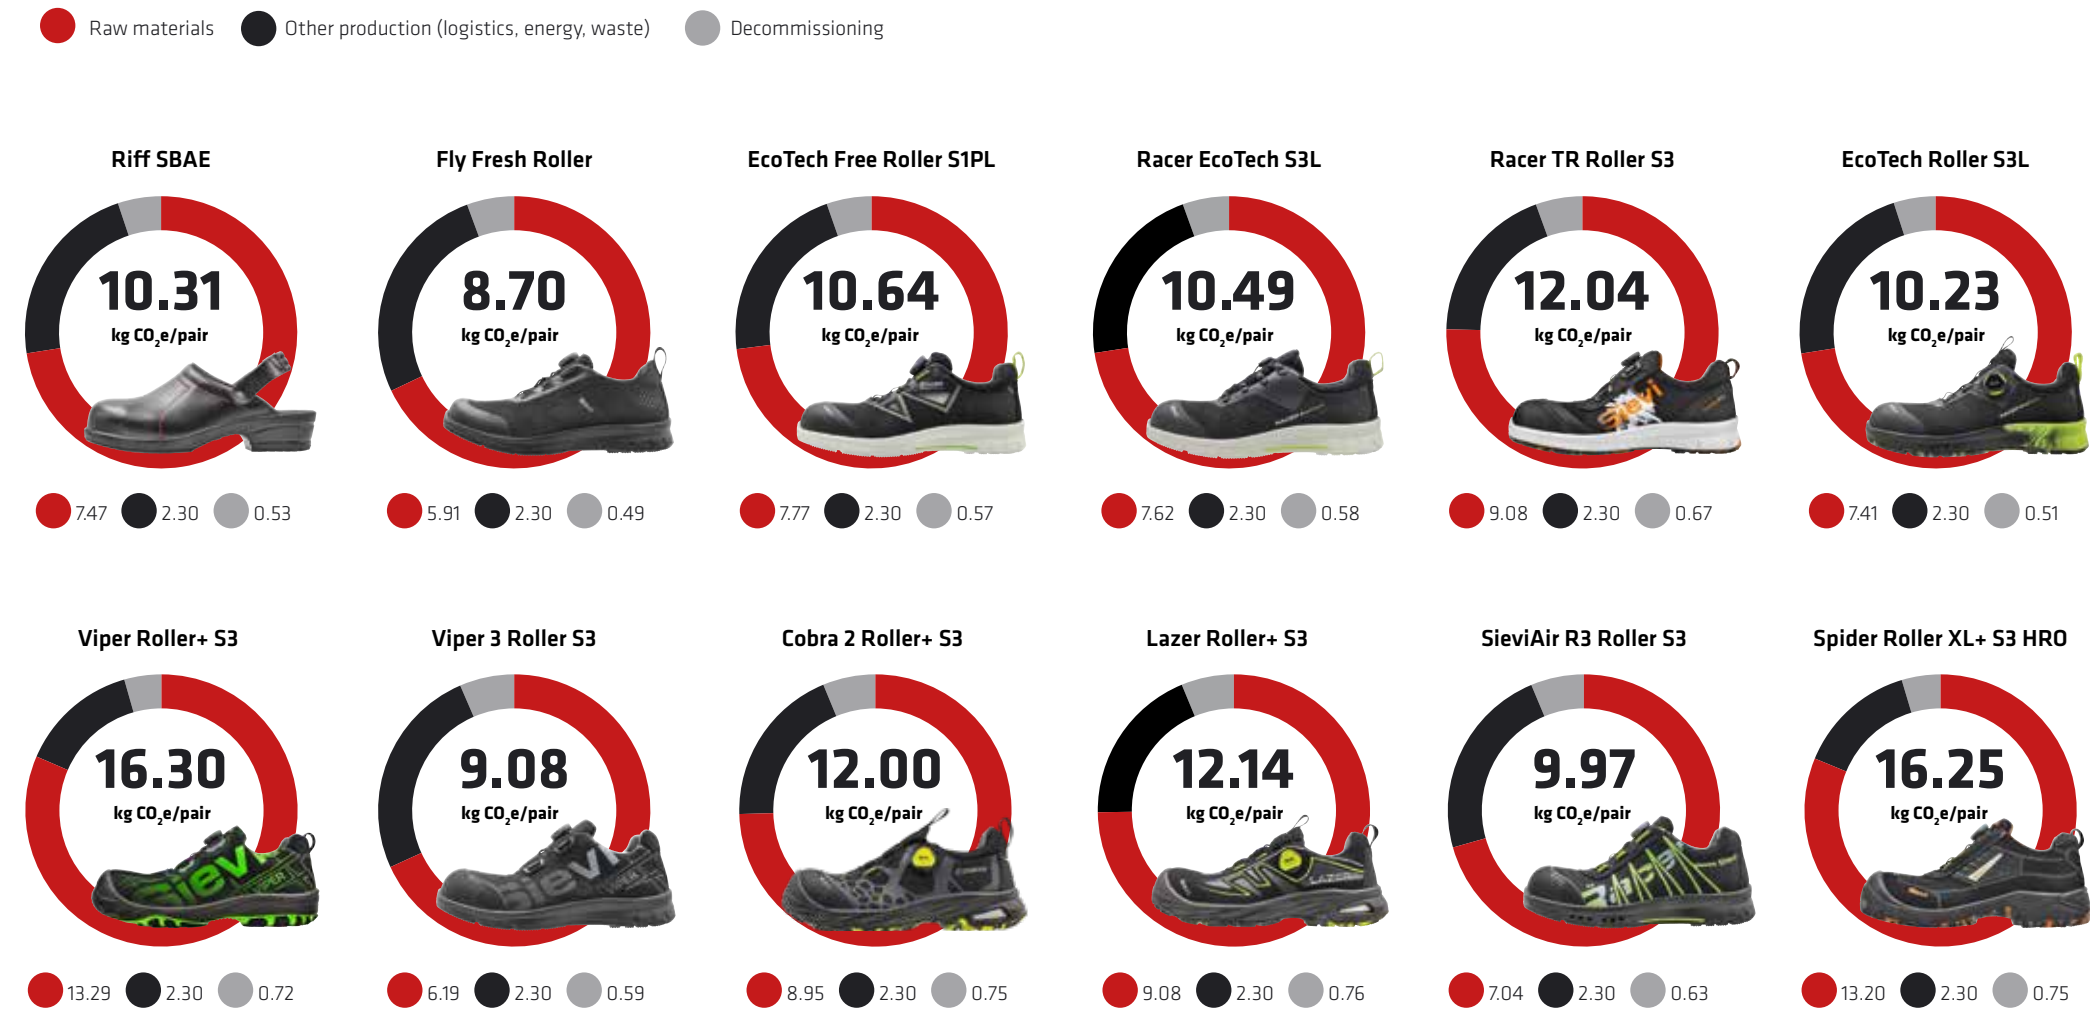 Raw materials Other production (logistics, energy, waste) Decommissioning
Riff SBAE Fly Fresh Roller EcoTech Free Roller S1PL Racer EcoTech S3L Racer TR Roller S3 EcoTech Roller S3L
10.31 8.70 10.64 10.49 12.04 10.23
kg CO₂e/pair kg CO₂e/pair kg CO₂e/pair kg CO₂e/pair kg CO₂e/pair kg CO₂e/pair
sievi
7.47 2.30 0.53 5.91 2.30 0.49 7.77 2.30 0.57 7.62 2.30 0.58 9.08 2.30 0.67 7.41 2.30 0.51
Viper Roller+ S3 Viper 3 Roller S3 Cobra 2 Roller+ S3 Lazer Roller+ S3 SieviAir R3 Roller S3 Spider Roller XL+ S3 HRO
16.30 9.08 12.00 12.14 9.97 16.25
kg CO₂e/pair kg CO₂e/pair kg CO₂e/pair kg CO₂e/pair kg CO₂e/pair kg CO₂e/pair
sievi VIPER sievi VIPER LAZER
13.29 2.30 0.72 6.19 2.30 0.59 8.95 2.30 0.75 9.08 2.30 0.76 7.04 2.30 0.63 13.20 2.30 0.75